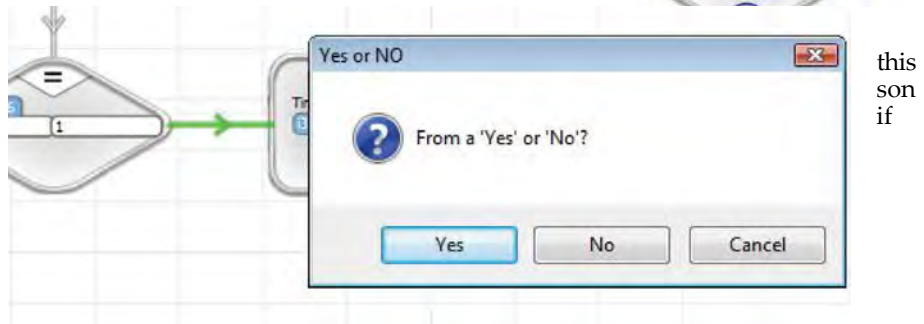 Yes or NO
this
son
=
if
1
From a 'Yes' or 'No'?
Yes No Cancel